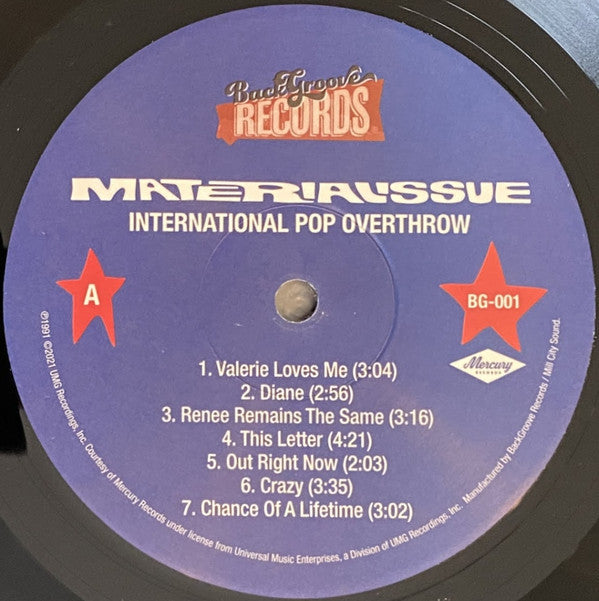 BackGroove
RECORDS
MATERIAL ISSUE
INTERNATIONAL POP OVERTHROW
A
BG-001
Mercury
RECORDS
1. Valerie Loves Me (3:04)
2. Diane (2:56)
3. Renee Remains The Same (3:16)
4. This Letter (4:21)
5. Out Right Now (2:03)
6. Crazy (3:35)
7. Chance Of A Lifetime (3:02)
℗1991 ©2021 UMG Recordings, Inc. Courtesy of Mercury Records under license from Universal Music Enterprises, a Division of UMG Recordings, Inc. Manufactured by BackGroove Records / Mill City Sound.